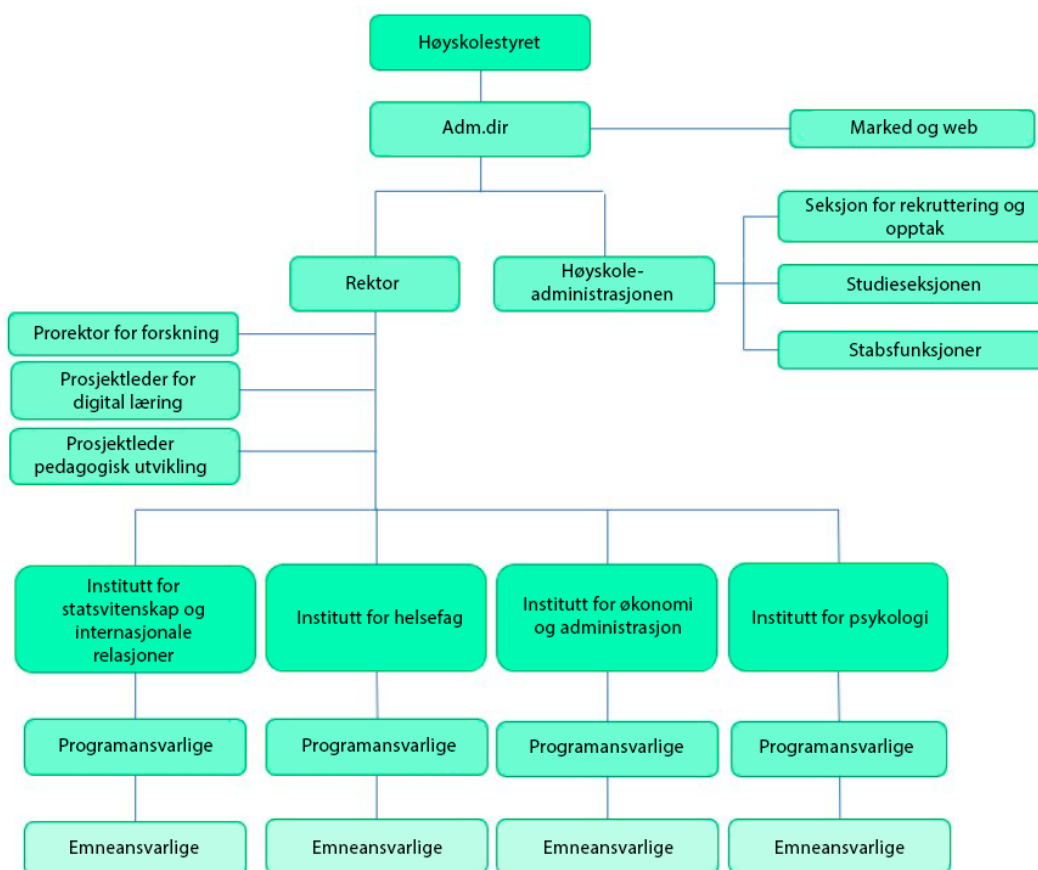 Høyskolestyret
Adm.dir
Marked og web
Seksjon for rekruttering og
opptak
Rektor
Høyskole-
administrasjonen
Studieseksjonen
Stabsfunksjoner
Prorektor for forskning
Prosjektleder for
digital læring
Prosjektleder
pedagogisk utvikling
Institutt for
statsvitenskap og
internasjonale
relasjoner
Institutt for helsefag
Institutt for økonomi
og administrasjon
Institutt for psykologi
Programansvarlige
Programansvarlige
Programansvarlige
Programansvarlige
Emneansvarlige
Emneansvarlige
Emneansvarlige
Emneansvarlige